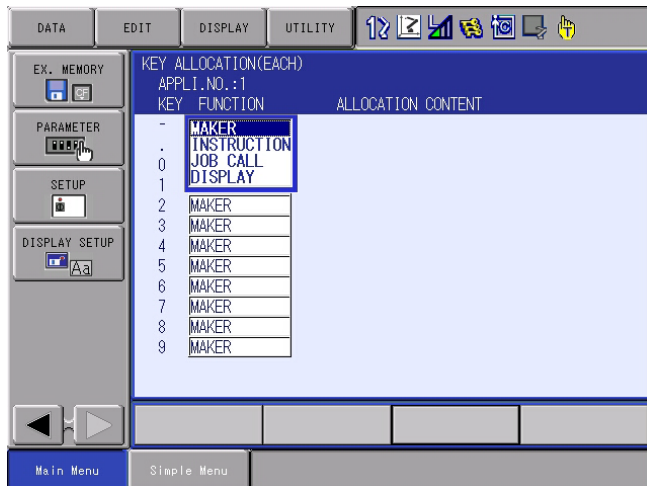 DATA
EDIT
DISPLAY
UTILITY
EX. MEMORY
CF
PARAMETER
SETUP
DISPLAY SETUP
Aa
KEY ALLOCATION(EACH)
APPLI.NO.:1
KEY FUNCTION ALLOCATION CONTENT
- MAKER
. INSTRUCTION
0 JOB CALL
1 DISPLAY
2 MAKER
3 MAKER
4 MAKER
5 MAKER
6 MAKER
7 MAKER
8 MAKER
9 MAKER
Main Menu
Simple Menu